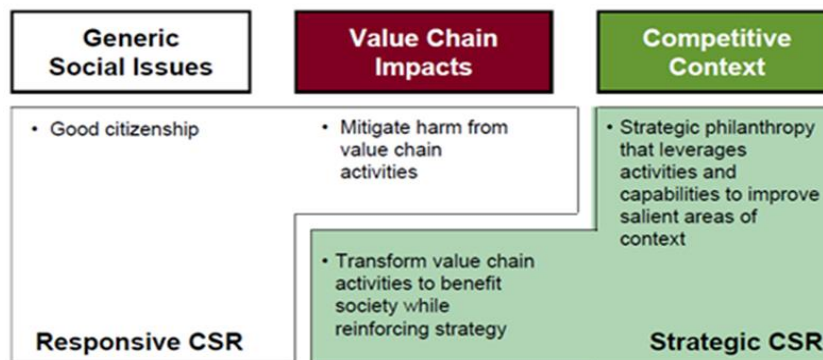 Generic
Social Issues
Value Chain
Impacts
Competitive
Context
• Good citizenship
• Mitigate harm from
value chain
activities
• Strategic philanthropy
that leverages
activities and
capabilities to improve
salient areas of
context
• Transform value chain
activities to benefit
society while
reinforcing strategy
Responsive CSR
Strategic CSR